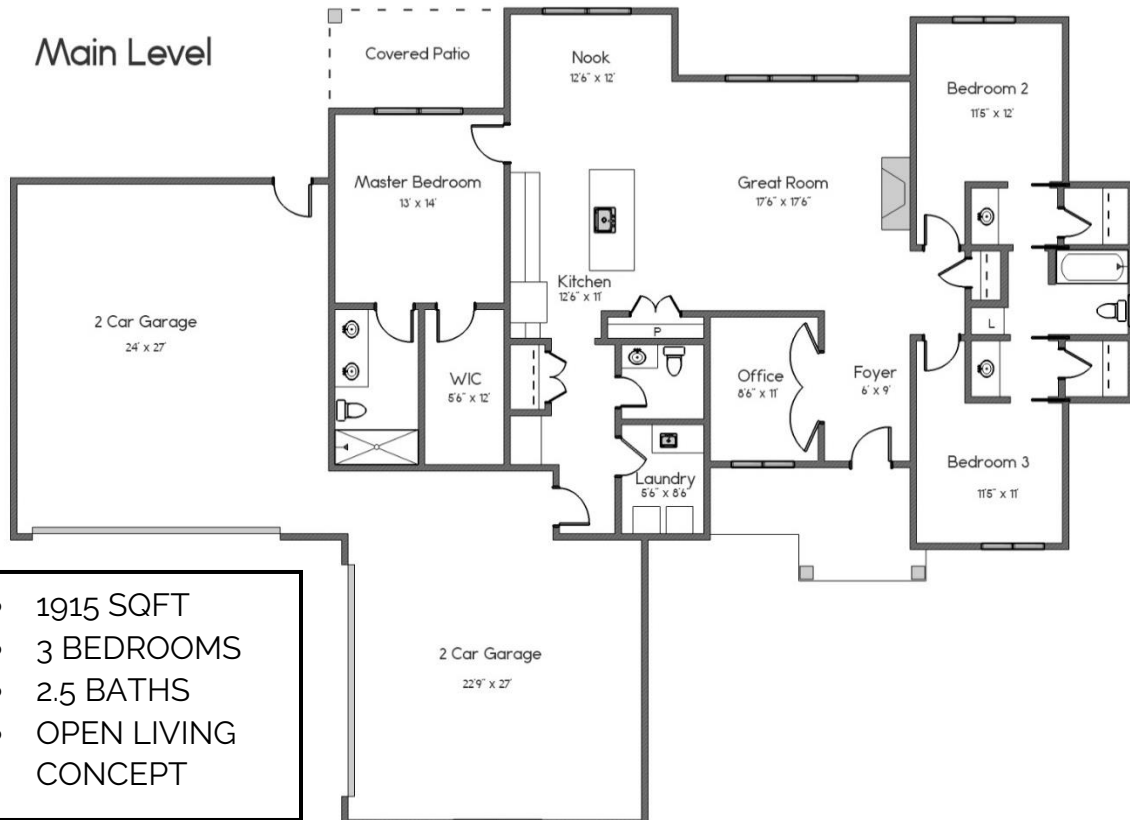 Main Level
Covered Patio
Nook
12'6" x 12'
Bedroom 2
11'5" x 12'
Master Bedroom
13' x 14'
Great Room
17'6" x 17'6"
Kitchen
12'6" x 11'
2 Car Garage
24' x 27'
P
L
WIC
5'6" x 12'
Office
8'6" x 11'
Foyer
6' x 9'
Laundry
5'6" x 8'6"
Bedroom 3
11'5" x 11'
2 Car Garage
22'9" x 27'
• 1915 SQFT
• 3 BEDROOMS
• 2.5 BATHS
• OPEN LIVING
CONCEPT